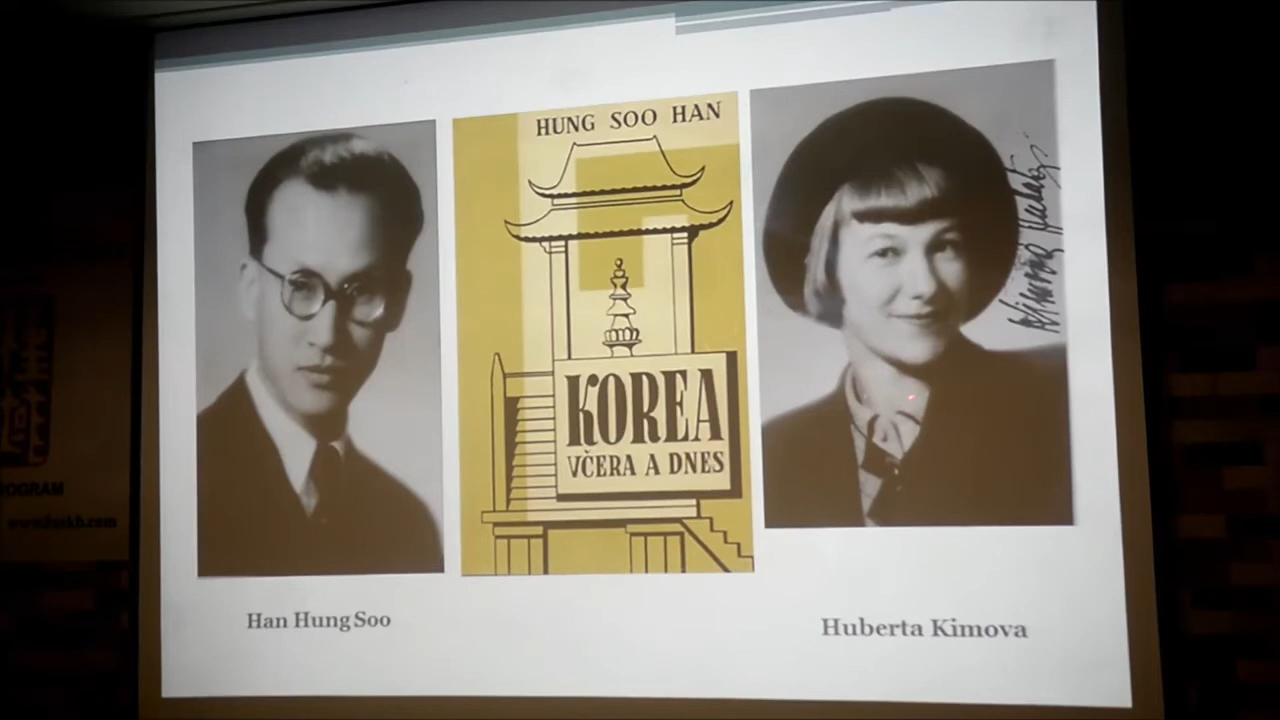 HUNG SOO HAN
KOREA
VČERA A DNES
Han Hung Soo
Huberta Kimova